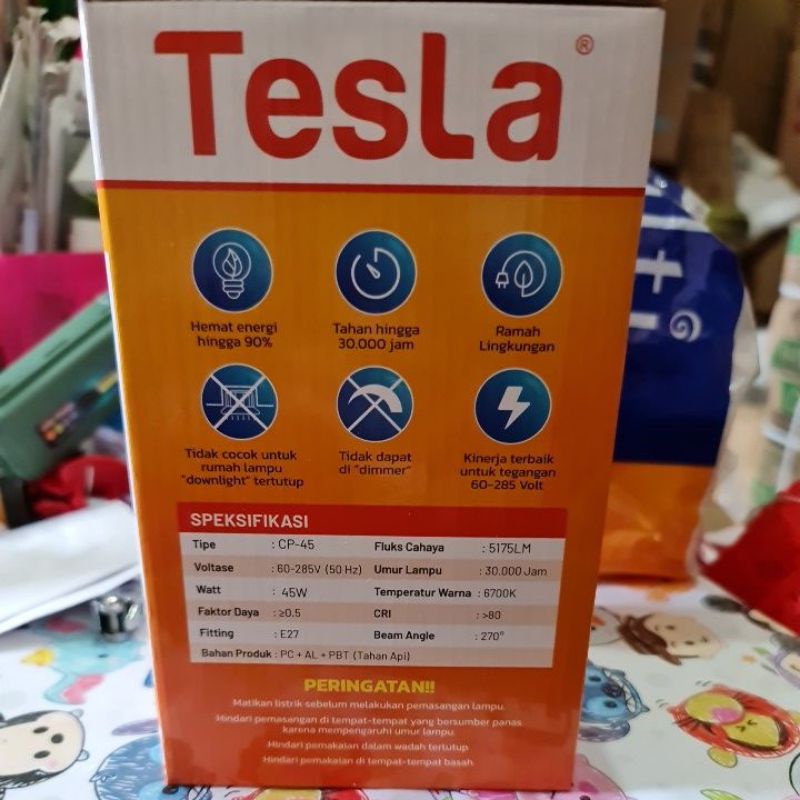 Tesla®
Hemat energi
hingga 90%
Tahan hingga
30.000 jam
Ramah
Lingkungan
Tidak cocok untuk
rumah lampu
"downlight" tertutup
Tidak dapat
di "dimmer"
Kinerja terbaik
untuk tegangan
60-285 Volt
SPEKSIFIKASI
Tipe : CP-45 Fluks Cahaya : 5175LM
Voltase : 60-285V (50 Hz) Umur Lampu : 30.000 Jam
Watt : 45W Temperatur Warna : 6700K
Faktor Daya : ≥0.5 CRI : >80
Fitting : E27 Beam Angle : 270°
Bahan Produk : PC + AL + PBT (Tahan Api)
PERINGATAN!!
Matikan listrik sebelum melakukan pemasangan lampu.
Hindari pemasangan di tempat-tempat yang bersumber panas
karena mempengaruhi umur lampu
Hindari pemakaian dalam wadah tertutup
Hindari pemakaian di tempat-tempat basah